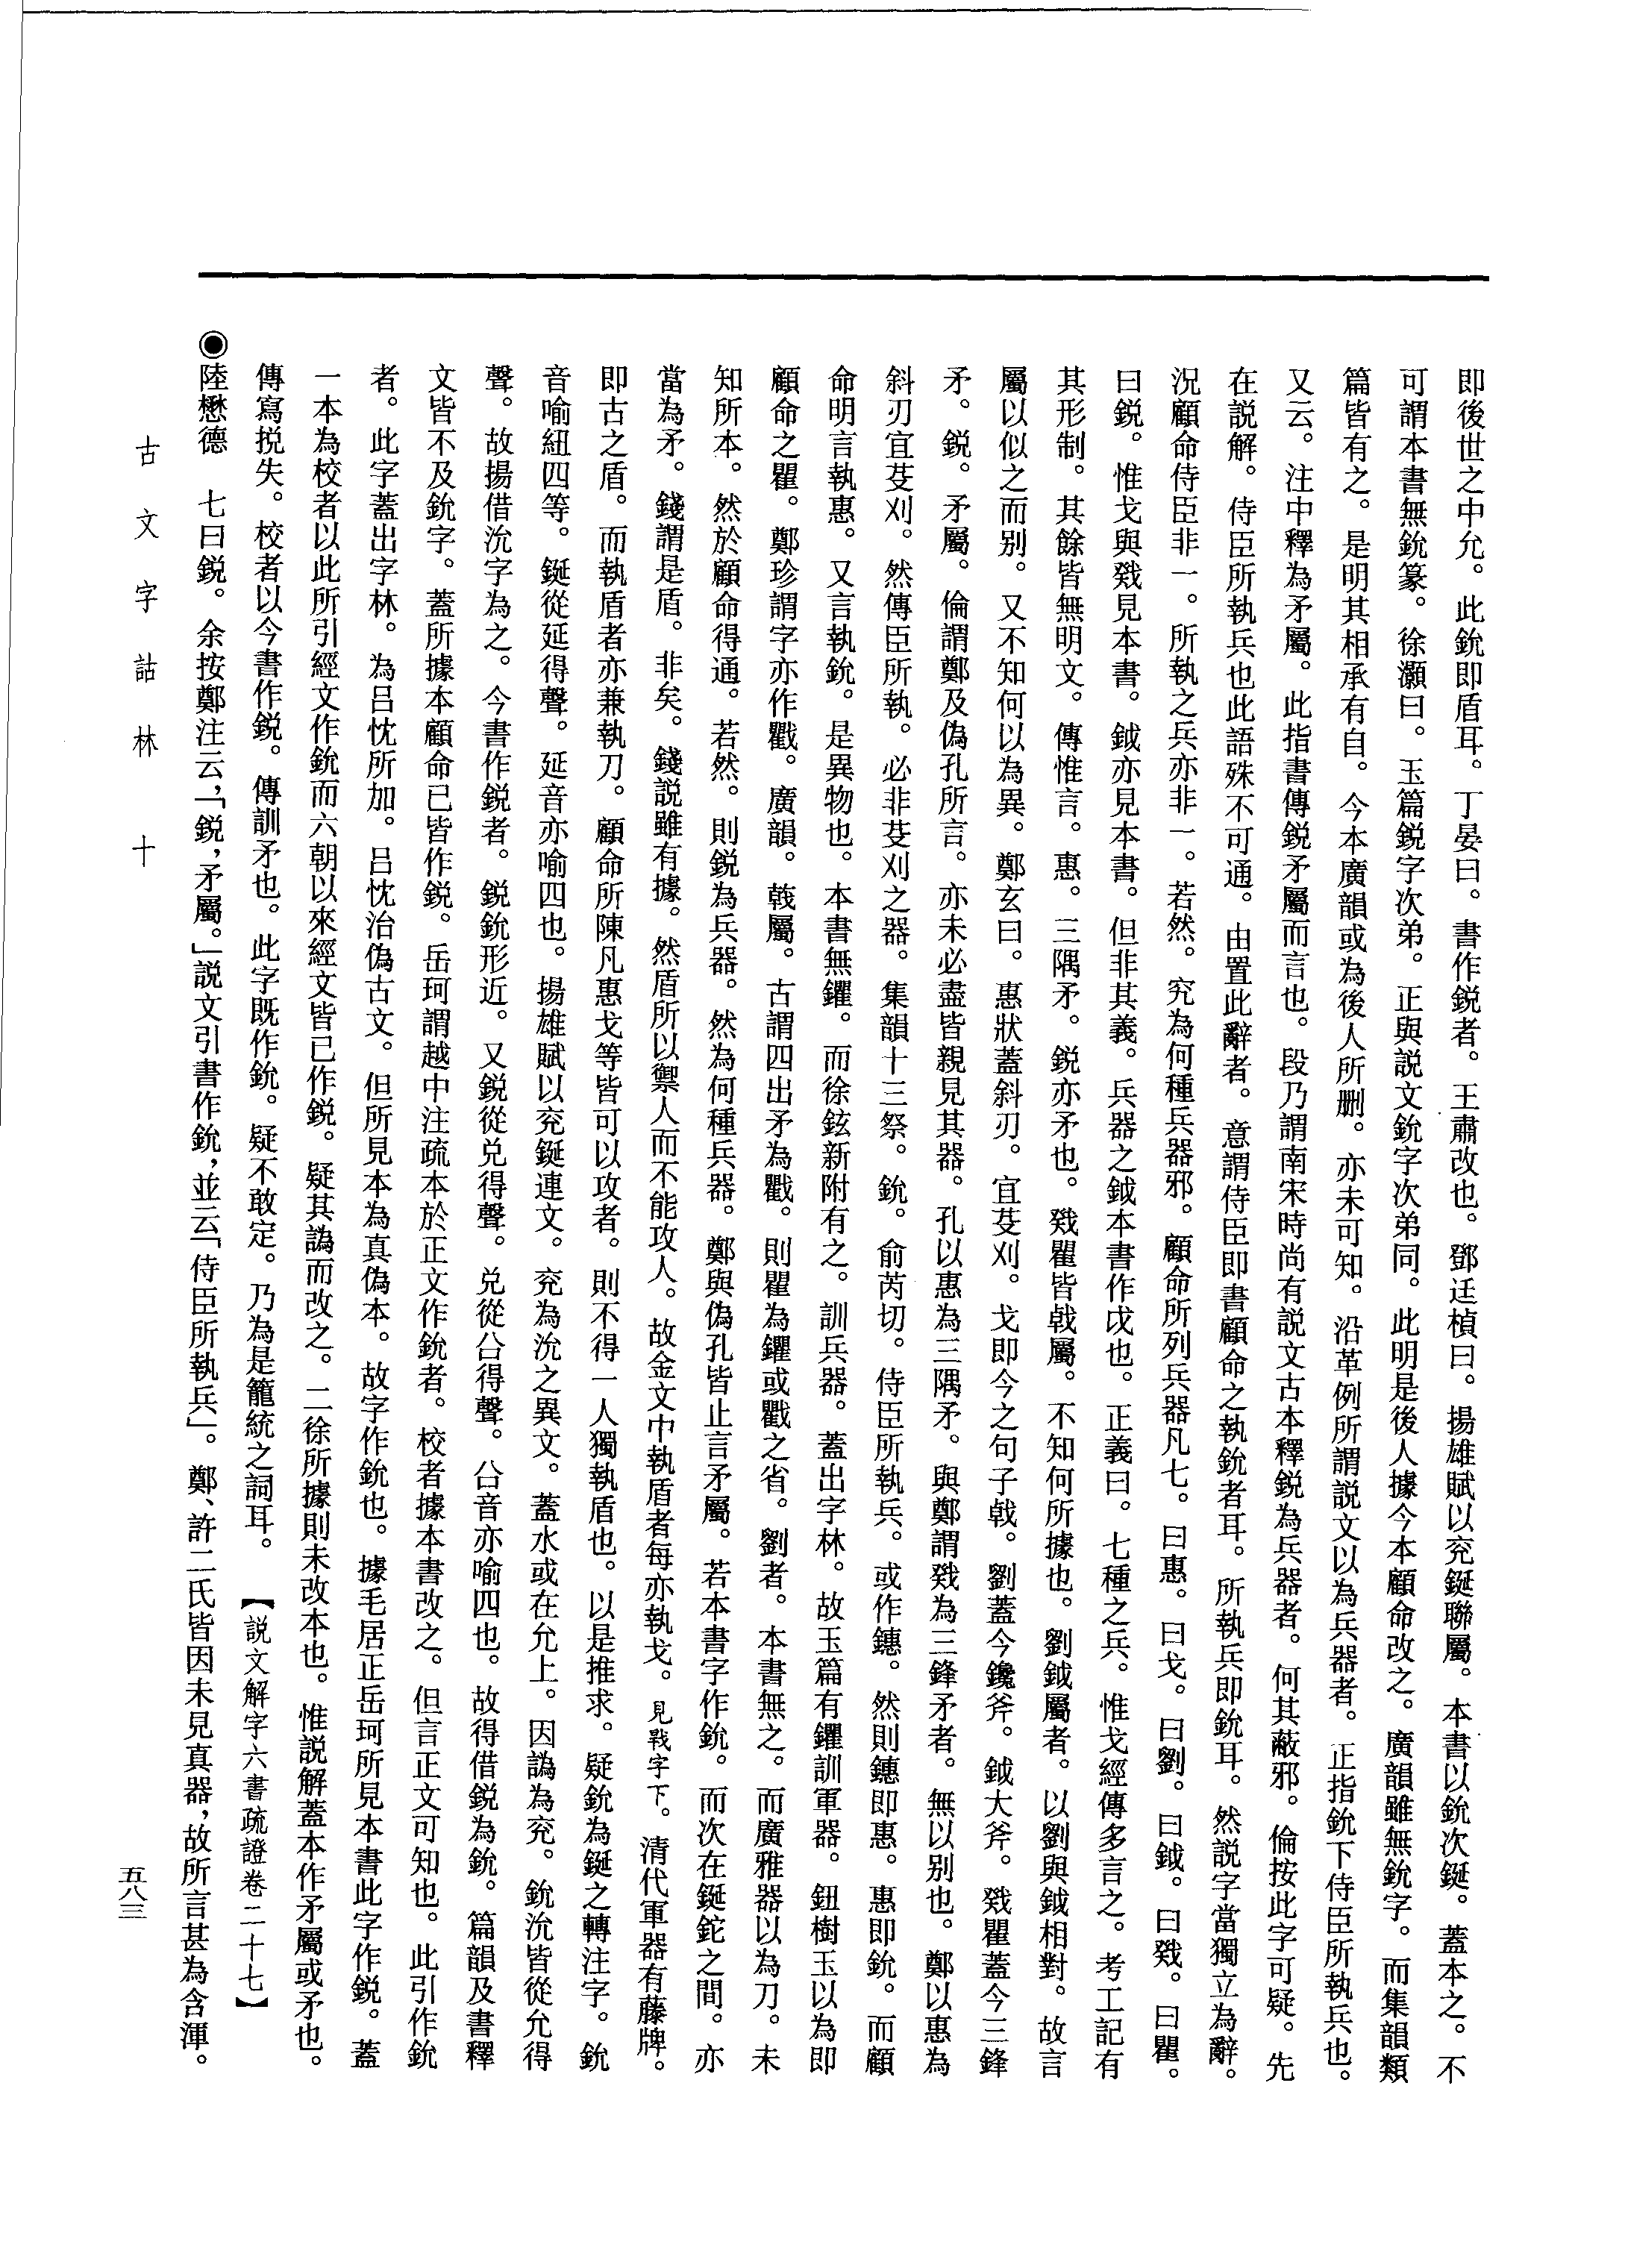 即後世之中允。此鈗即盾耳。丁晏曰。書作鋭者。王肅改也。鄧廷楨曰。揚雄賦以兖鋋聯屬。本書以鈗次鋋。蓋本之。不
可謂本書無鈗篆。徐灝曰。玉篇鋭字次弟。正與説文鈗字次弟同。此明是後人據今本顧命改之。廣韻雖無鈗字。而集韻類
篇皆有之。是明其相承有自。今本廣韻或為後人所删。亦未可知。沿革例所謂説文以為兵器者。正指鈗下侍臣所執兵也。
又云。注中釋為矛屬。此指書傳鋭矛屬而言也。段乃謂南宋時尚有説文古本釋鋭為兵器者。何其蔽邪。倫按此字可疑。先
在説解。侍臣所執兵也此語殊不可通。由置此辭者。意謂侍臣即書顧命之執鈗者耳。所執兵即鈗耳。然説字當獨立為辭。
況顧命侍臣非一。所執之兵亦非一。若然。究為何種兵器邪。顧命所列兵器凡七。曰惠。曰戈。曰劉。曰鉞。曰戣。曰瞿。
曰鋭。惟戈與戣見本書。鉞亦見本書。但非其義。兵器之鉞本書作戉也。正義曰。七種之兵。惟戈經傳多言之。考工記有
其形制。其餘皆無明文。傳惟言。惠。三隅矛。鋭亦矛也。戣瞿皆戟屬。不知何所據也。劉鉞屬者。以劉與鉞相對。故言
屬以似之而别。又不知何以為異。鄭玄曰。惠狀蓋斜刃。宜芟刈。戈即今之句子戟。劉蓋今鑱斧。鉞大斧。戣瞿蓋今三鋒
矛。鋭。矛屬。倫謂鄭及偽孔所言。亦未必盡皆親見其器。孔以惠為三隅矛。與鄭謂戣為三鋒矛者。無以别也。鄭以惠為
斜刃宜芟刈。然傳臣所執。必非芟刈之器。集韻十三祭。鈗。俞芮切。侍臣所執兵。或作鏸。然則鏸即惠。惠即鈗。而顧
命明言執惠。又言執鈗。是異物也。本書無鑺。而徐鉉新附有之。訓兵器。蓋出字林。故玉篇有鑺訓軍器。鈕樹玉以為即
顧命之瞿。鄭珍謂字亦作戵。廣韻。戟屬。古謂四出矛為戵。則瞿為鑺或戵之省。劉者。本書無之。而廣雅器以為刀。未
知所本。然於顧命得通。若然。則鋭為兵器。然為何種兵器。鄭與偽孔皆止言矛屬。若本書字作鈗。而次在鋋鉈之間。亦
當為矛。錢謂是盾。非矣。錢説雖有據。然盾所以禦人而不能攻人。故金文中執盾者每亦執戈。見戰字下。清代軍器有藤牌。
即古之盾。而執盾者亦兼執刀。顧命所陳凡惠戈等皆可以攻者。則不得一人獨執盾也。以是推求。疑鈗為鋋之轉注字。鈗
音喻紐四等。鋋從延得聲。延音亦喻四也。揚雄賦以兖鋋連文。兖為沇之異文。蓋水或在允上。因譌為兖。鈗沇皆從允得
聲。故揚借沇字為之。今書作鋭者。鋭鈗形近。又鋭從兑得聲。兑從㕣得聲。㕣音亦喻四也。故得借鋭為鈗。篇韻及書釋
文皆不及鈗字。蓋所據本顧命已皆作鋭。岳珂謂越中注疏本於正文作鈗者。校者據本書改之。但言正文可知也。此引作鈗
者。此字蓋出字林。為吕忱所加。吕忱治偽古文。但所見本為真偽本。故字作鈗也。據毛居正岳珂所見本書此字作鋭。蓋
一本為校者以此所引經文作鈗而六朝以來經文皆已作鋭。疑其譌而改之。二徐所據則未改本也。惟説解蓋本作矛屬或矛也。
傳寫捝失。校者以今書作鋭。傳訓矛也。此字既作鈗。疑不敢定。乃為是籠統之詞耳。【説文解字六書疏證卷二十七】
◉陸懋德　七曰鋭。余按鄭注云，「鋭，矛屬。」説文引書作鈗，並云「侍臣所執兵」。鄭、許二氏皆因未見真器，故所言甚為含渾。
古文字詁林　十
五八三